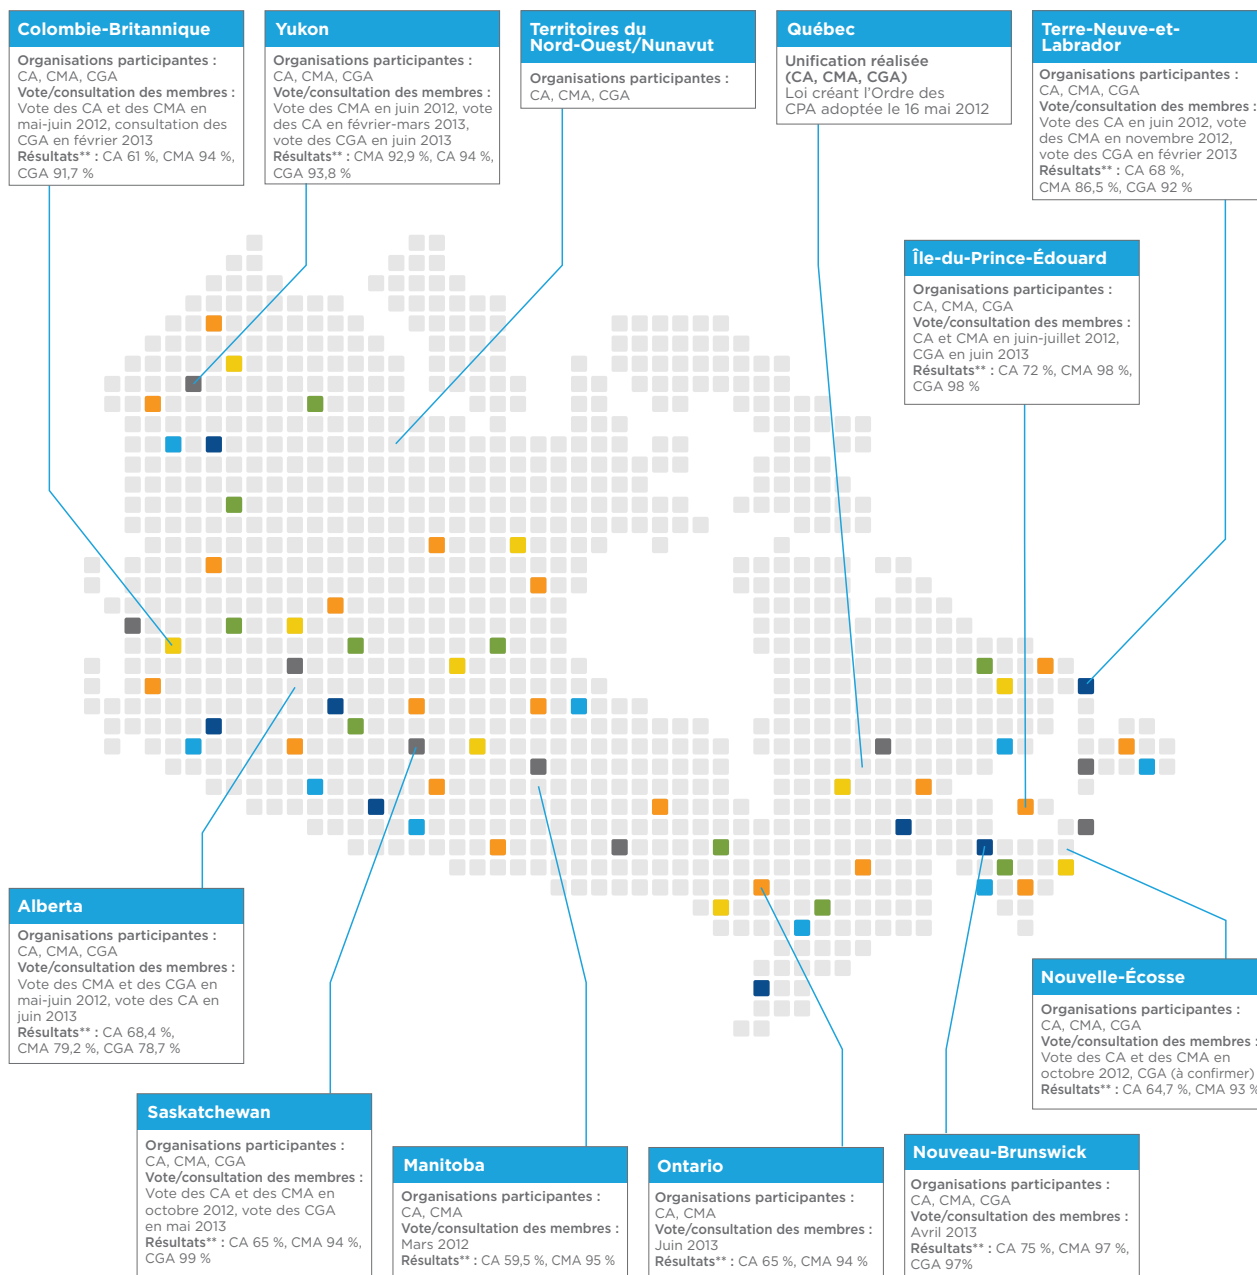 Colombie-Britannique
Organisations participantes :
CA, CMA, CGA
Vote/consultation des membres :
Vote des CA et des CMA en
mai-juin 2012, consultation des
CGA en février 2013
Résultats** : CA 61 %, CMA 94 %,
CGA 91,7 %
Yukon
Organisations participantes :
CA, CMA, CGA
Vote/consultation des membres :
Vote des CMA en juin 2012, vote
des CA en février-mars 2013,
vote des CGA en juin 2013
Résultats** : CMA 92,9 %, CA 94 %,
CGA 93,8 %
Territoires du
Nord-Ouest/Nunavut
Organisations participantes :
CA, CMA, CGA
Québec
Unification réalisée
(CA, CMA, CGA)
Loi créant l'Ordre des
CPA adoptée le 16 mai 2012
Terre-Neuve-et-
Labrador
Organisations participantes :
CA, CMA, CGA
Vote/consultation des membres :
Vote des CA en juin 2012, vote
des CMA en novembre 2012,
vote des CGA en février 2013
Résultats** : CA 68 %,
CMA 86,5 %, CGA 92 %
Île-du-Prince-Édouard
Organisations participantes :
CA, CMA, CGA
Vote/consultation des membres :
CA et CMA en juin-juillet 2012,
CGA en juin 2013
Résultats** : CA 72 %, CMA 98 %,
CGA 98 %
Alberta
Organisations participantes :
CA, CMA, CGA
Vote/consultation des membres :
Vote des CMA et des CGA en
mai-juin 2012, vote des CA en
juin 2013
Résultats** : CA 68,4 %,
CMA 79,2 %, CGA 78,7 %
Nouvelle-Écosse
Organisations participantes :
CA, CMA, CGA
Vote/consultation des membres :
Vote des CA et des CMA en
octobre 2012, CGA (à confirmer)
Résultats** : CA 64,7 %, CMA 93 %
Saskatchewan
Organisations participantes :
CA, CMA, CGA
Vote/consultation des membres :
Vote des CA et des CMA en
octobre 2012, vote des CGA
en mai 2013
Résultats** : CA 65 %, CMA 94 %,
CGA 99 %
Manitoba
Organisations participantes :
CA, CMA
Vote/consultation des membres :
Mars 2012
Résultats** : CA 59,5 %, CMA 95 %
Ontario
Organisations participantes :
CA, CMA
Vote/consultation des membres :
Juin 2013
Résultats** : CA 65 %, CMA 94 %
Nouveau-Brunswick
Organisations participantes :
CA, CMA, CGA
Vote/consultation des membres :
Avril 2013
Résultats** : CA 75 %, CMA 97 %,
CGA 97%